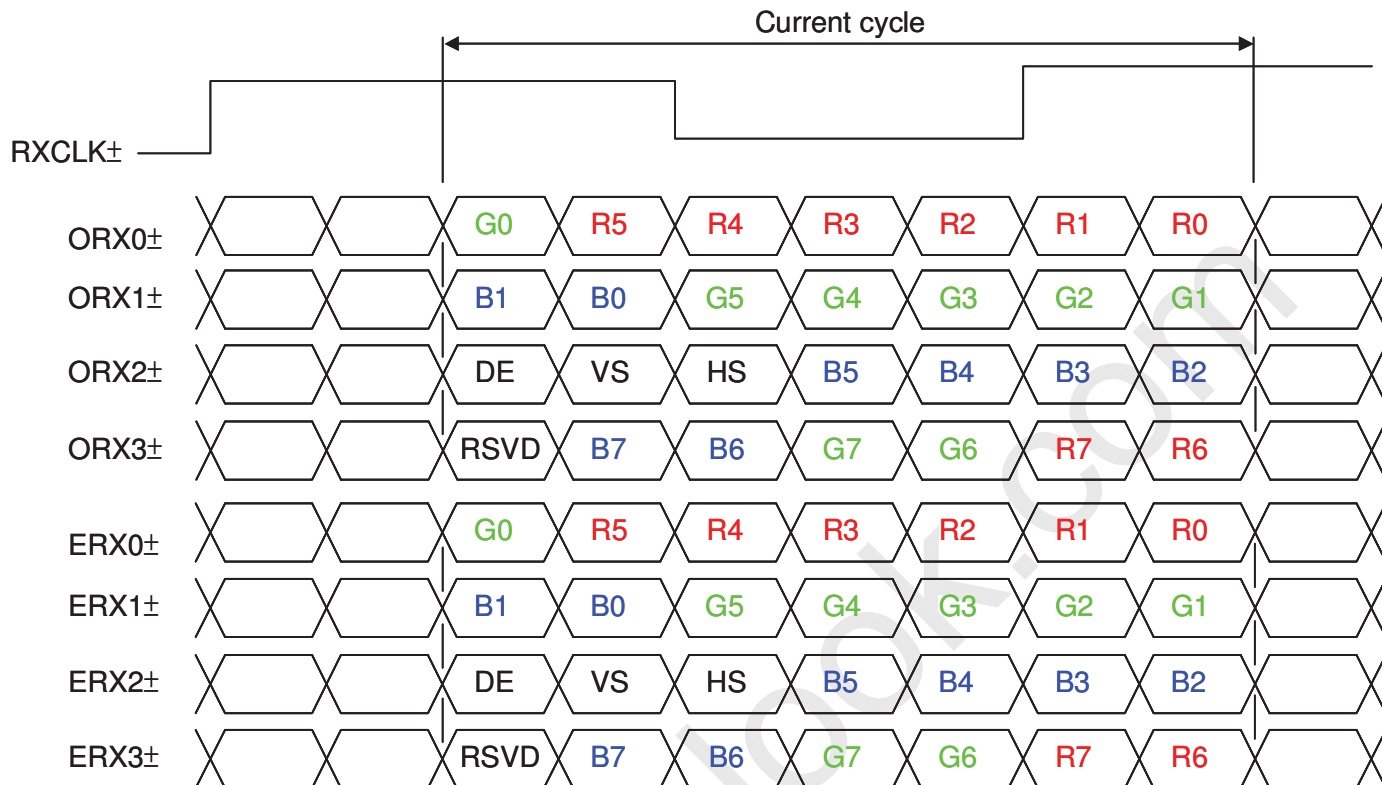 Current cycle
RXCLK±
ORX0± G0 R5 R4 R3 R2 R1 R0
ORX1± B1 B0 G5 G4 G3 G2 G1
ORX2± DE VS HS B5 B4 B3 B2
ORX3± RSVD B7 B6 G7 G6 R7 R6
ERX0± G0 R5 R4 R3 R2 R1 R0
ERX1± B1 B0 G5 G4 G3 G2 G1
ERX2± DE VS HS B5 B4 B3 B2
ERX3± RSVD B7 B6 G7 G6 R7 R6
look.com